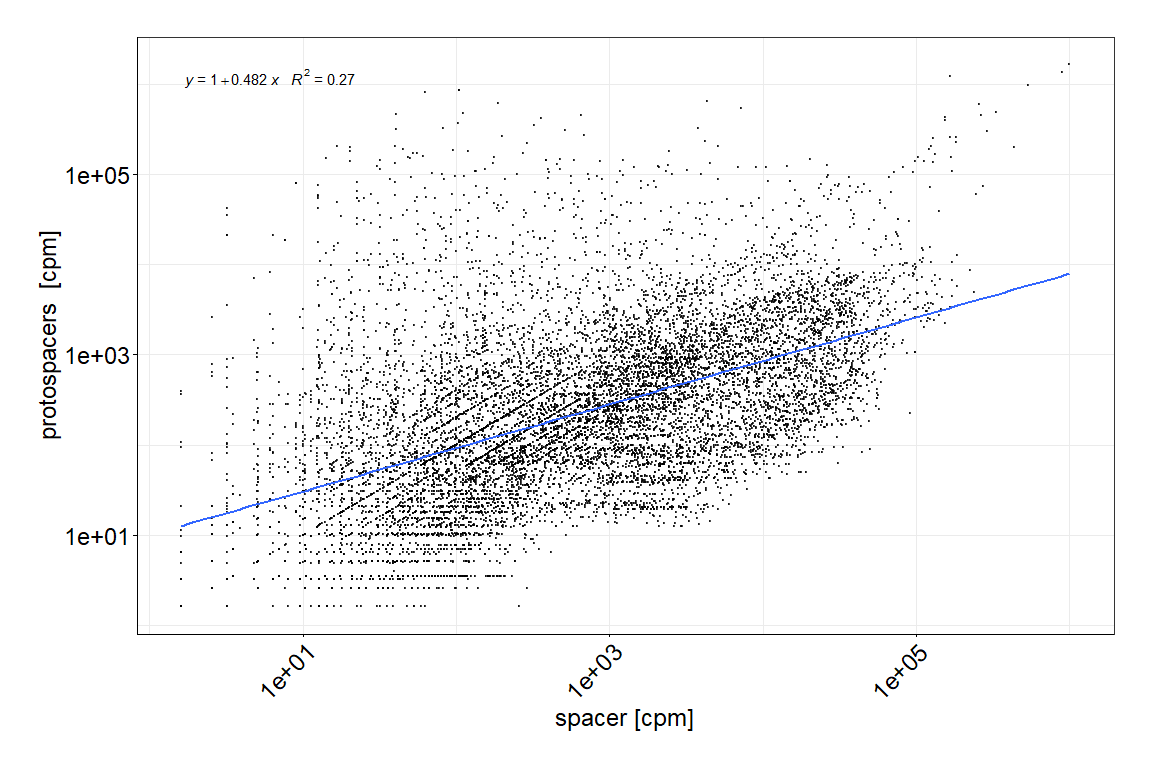 y = 1+0.482 x R² = 0.27
1e+05
1e+03
1e+01
protospacers [cpm]
1e+01
1e+03
1e+05
spacer [cpm]